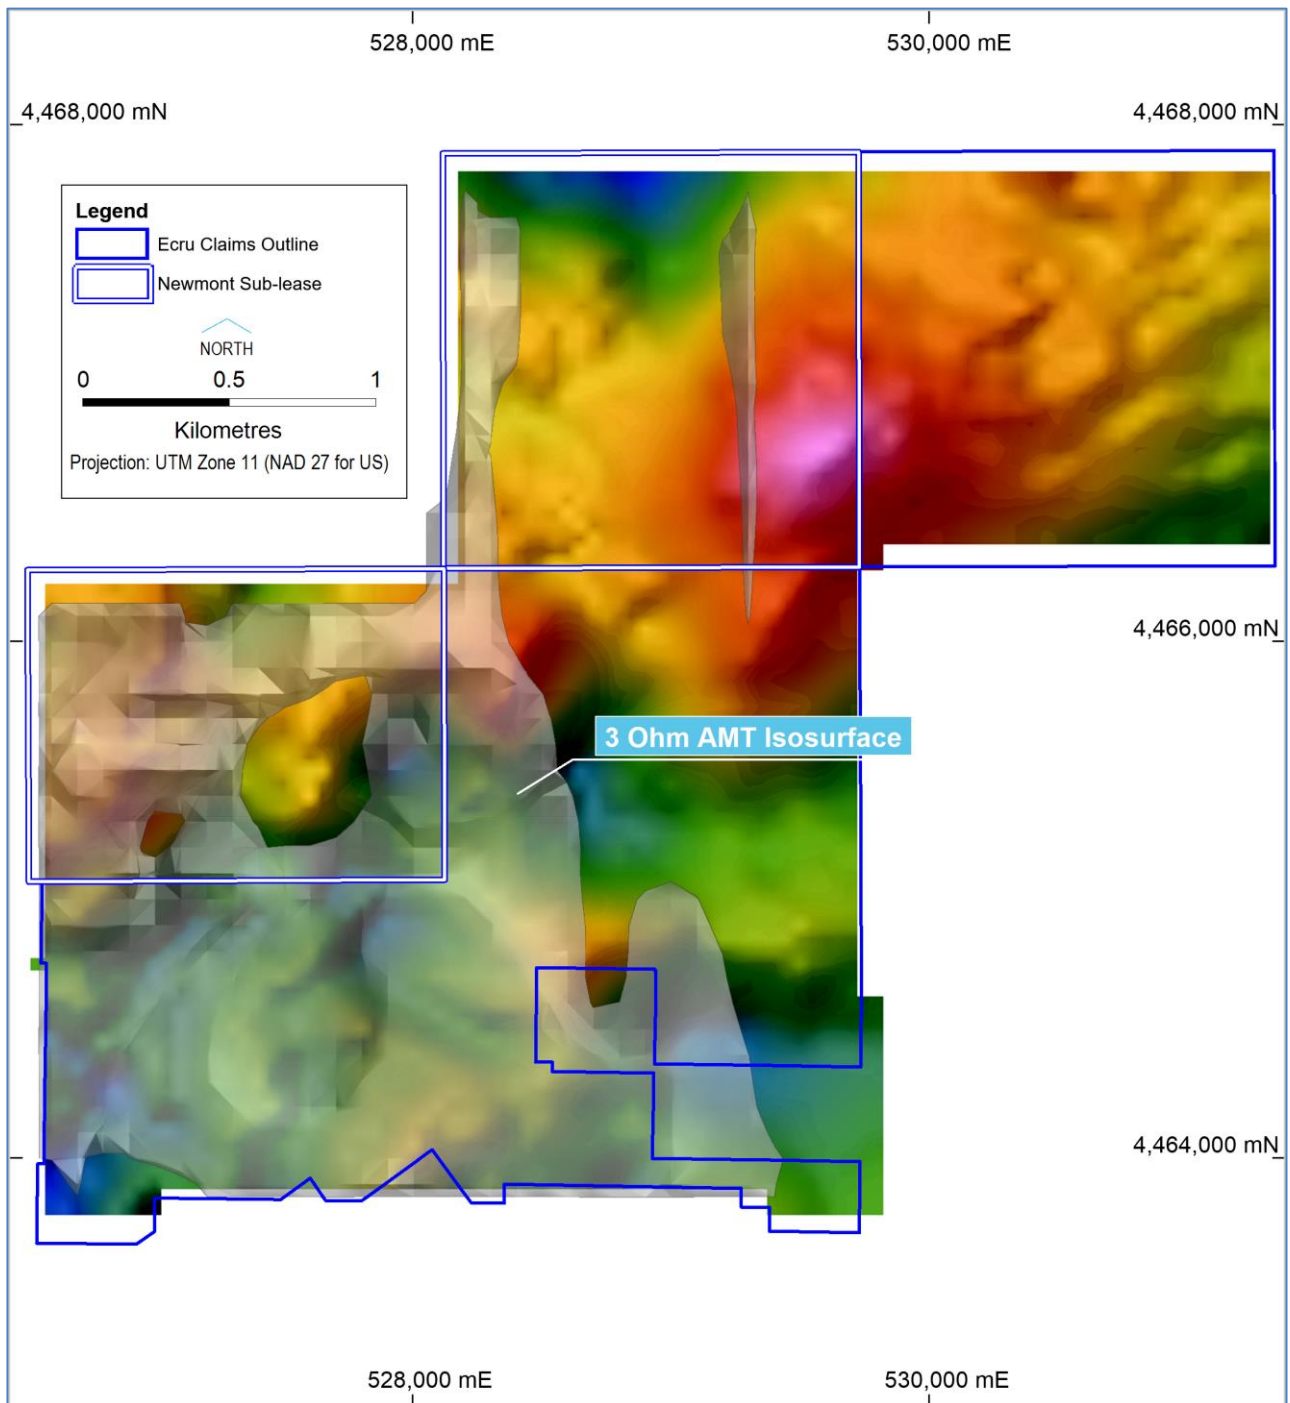 528,000 mE
530,000 mE
4,468,000 mN
4,468,000 mN
Legend
Ecru Claims Outline
Newmont Sub-lease
NORTH
0 0.5 1
Kilometres
Projection: UTM Zone 11 (NAD 27 for US)
4,466,000 mN
3 Ohm AMT Isosurface
4,464,000 mN
528,000 mE
530,000 mE